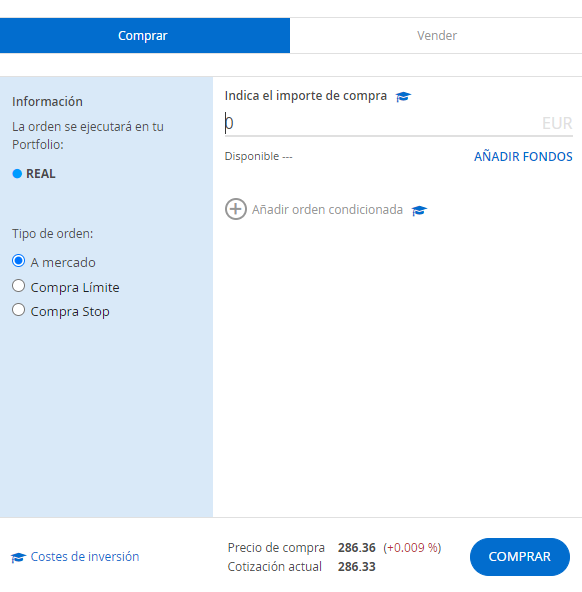 Comprar
Vender
Información
La orden se ejecutará en tu
Portfolio:
REAL
Tipo de orden:
A mercado
Compra Límite
Compra Stop
Indica el importe de compra
0 EUR
Disponible --- AÑADIR FONDOS
Añadir orden condicionada
Costes de inversión
Precio de compra 286.36 (+0.009 %)
Cotización actual 286.33
COMPRAR